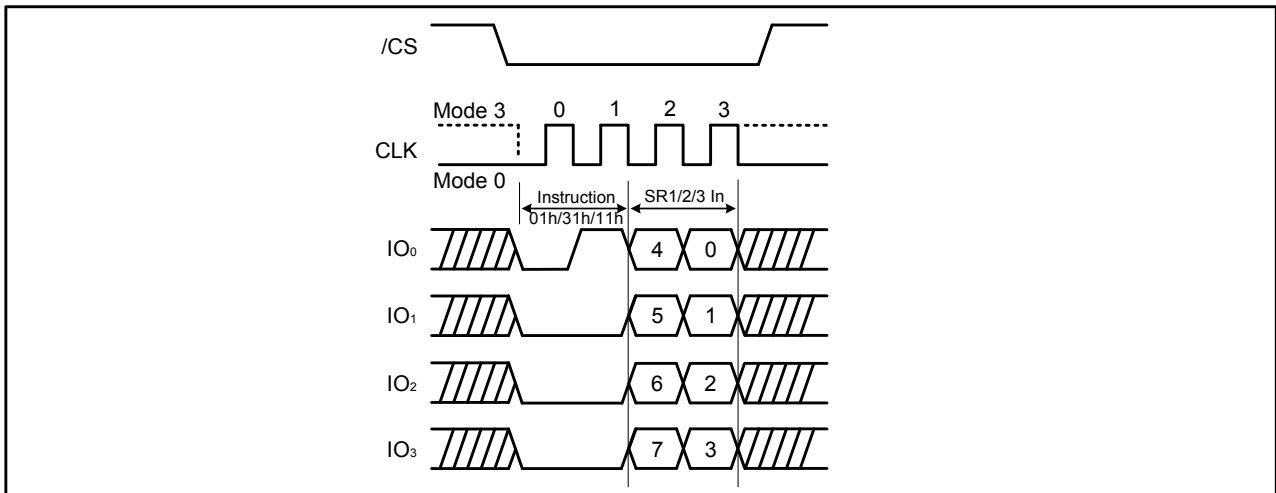 /CS
Mode 3 0 1 2 3
CLK
Mode 0
Instruction SR1/2/3 In
01h/31h/11h
IO₀ 4 0
IO₁ 5 1
IO₂ 6 2
IO₃ 7 3